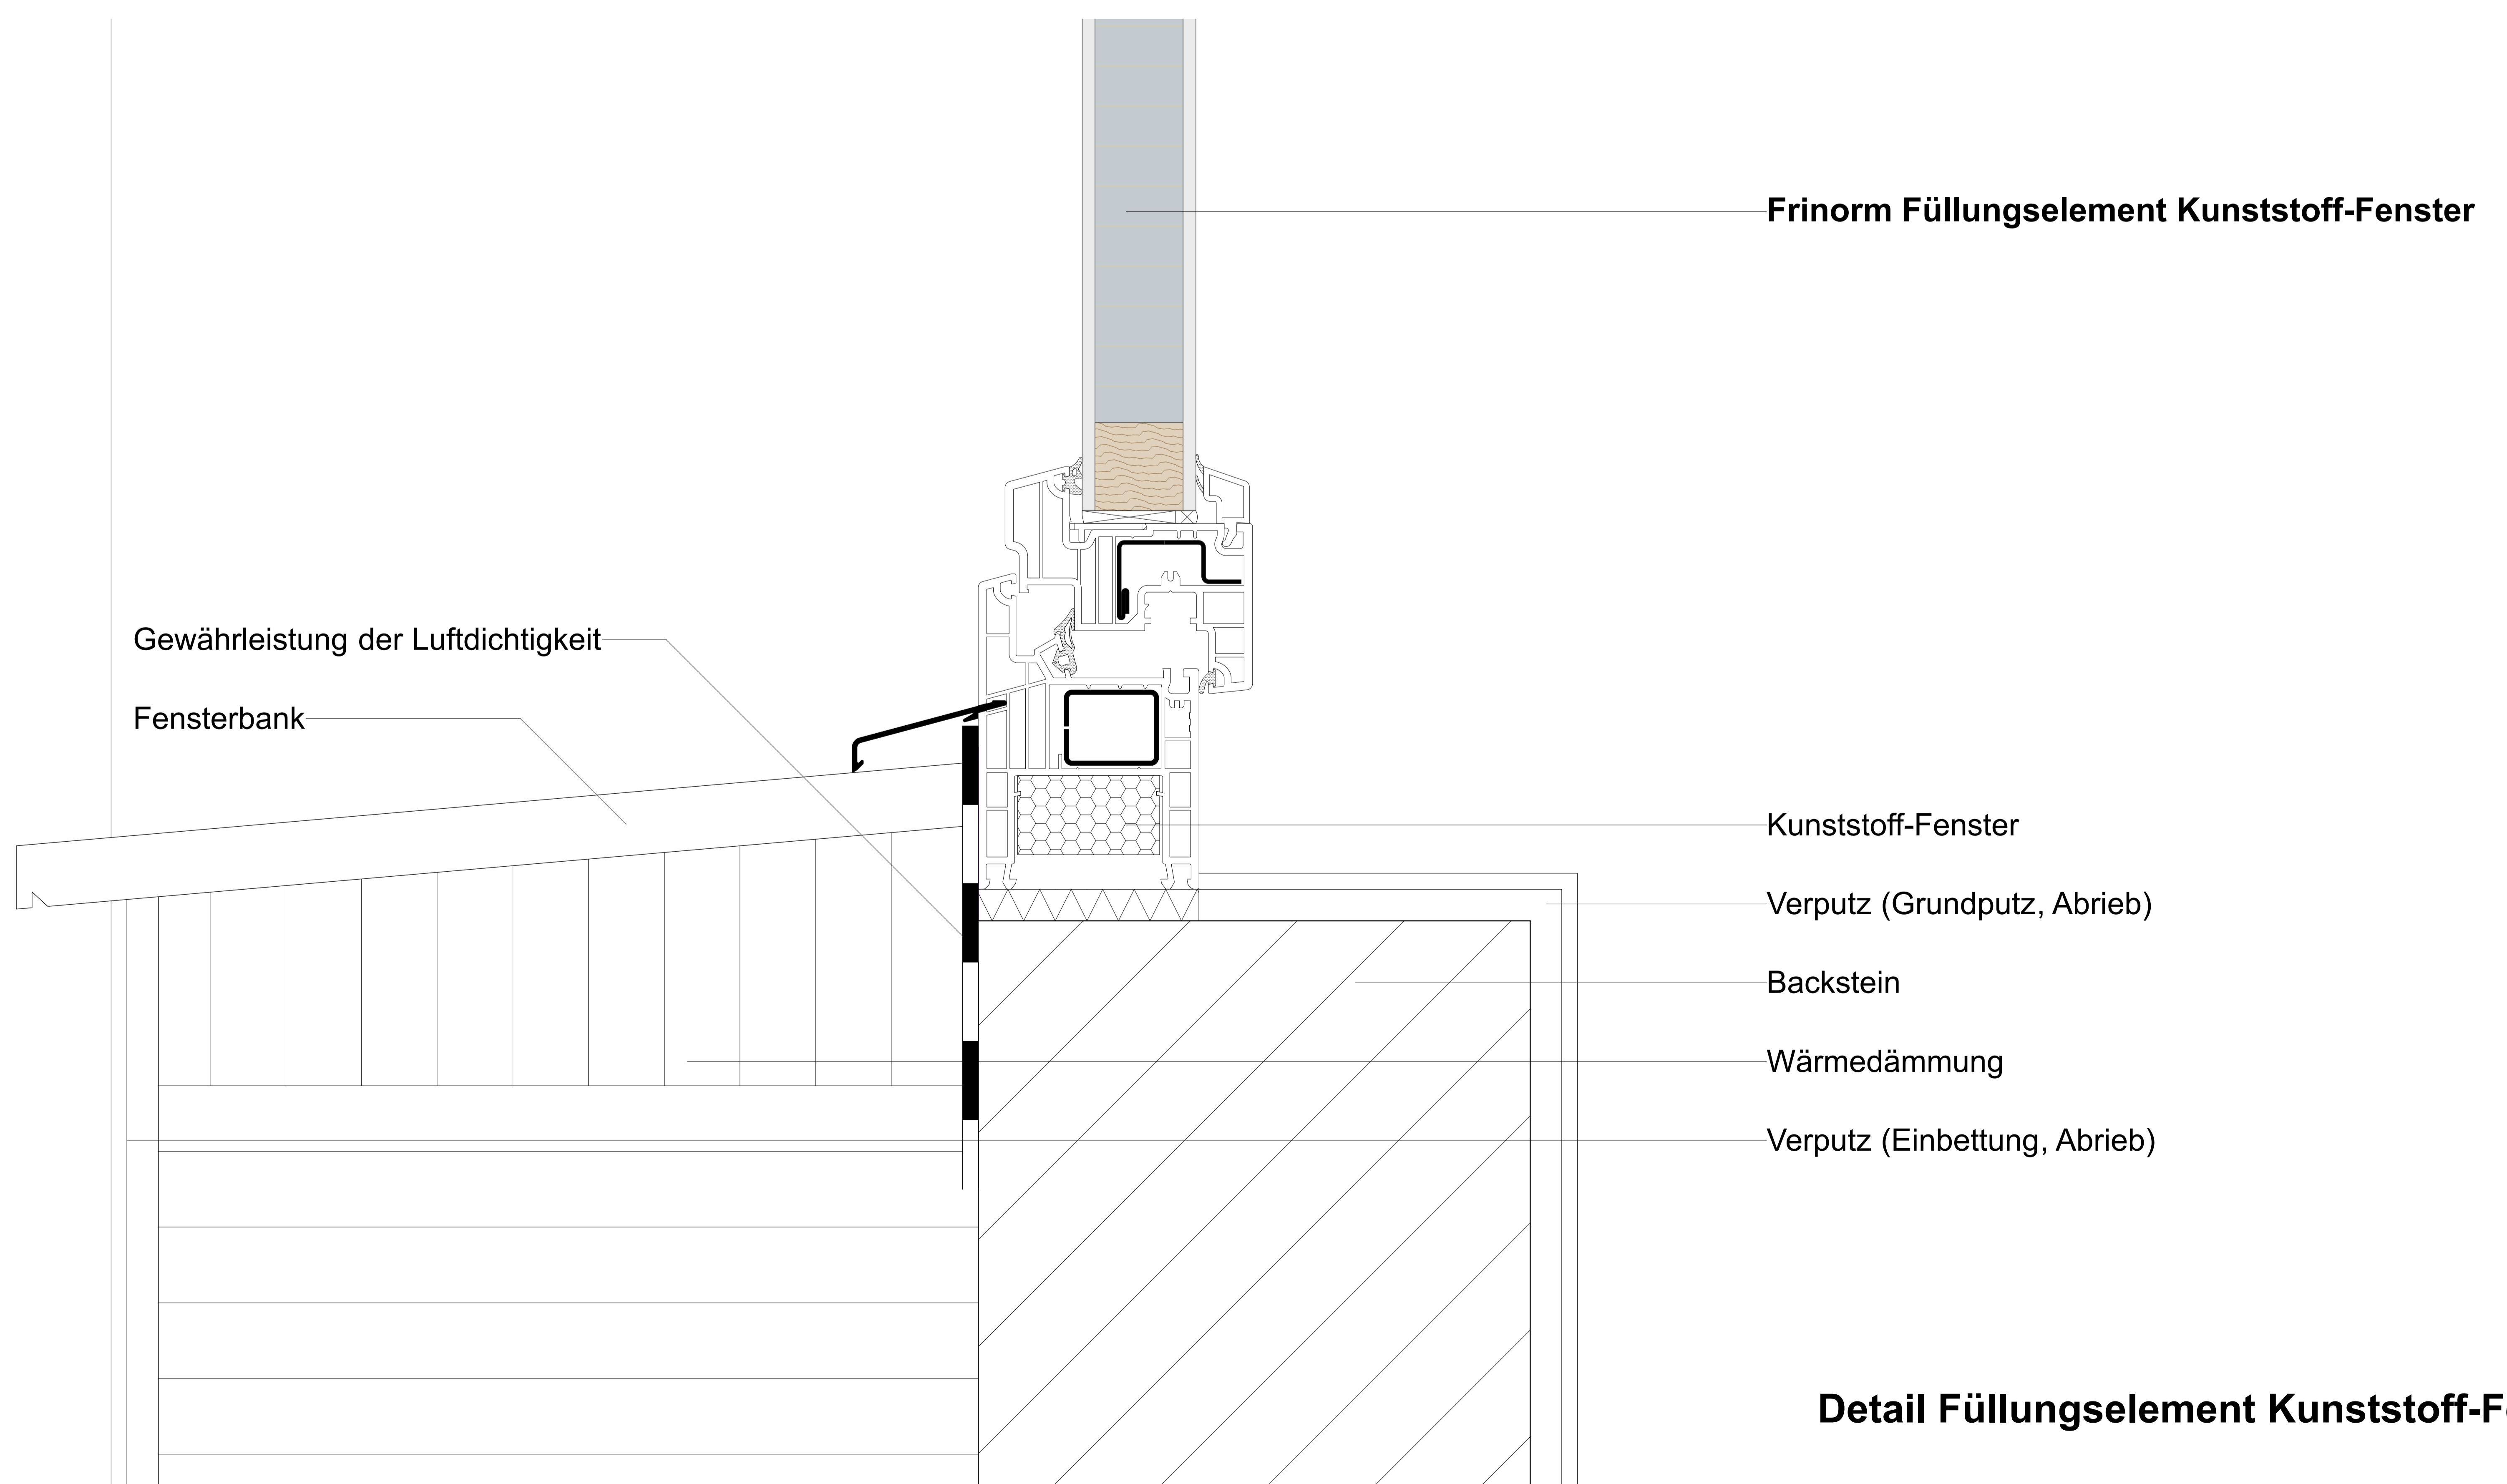 Frinorm Füllungselement Kunststoff-Fenster
Gewährleistung der Luftdichtigkeit
Fensterbank
Kunststoff-Fenster
Verputz (Grundputz, Abrieb)
Backstein
Wärmedämmung
Verputz (Einbettung, Abrieb)
Detail Füllungselement